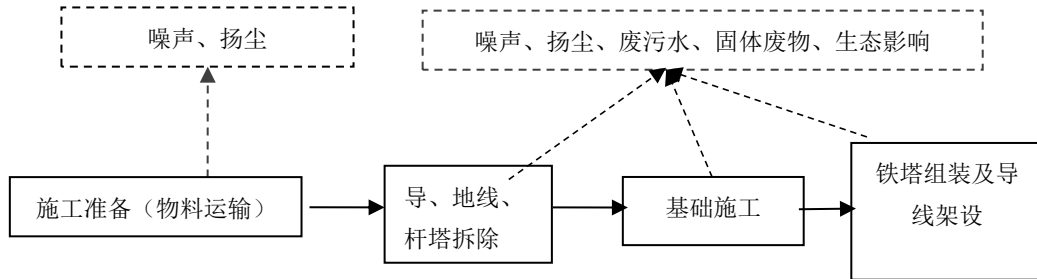 噪声、扬尘
噪声、扬尘、废污水、固体废物、生态影响
施工准备（物料运输）
导、地线、
杆塔拆除
基础施工
铁塔组装及导
线架设